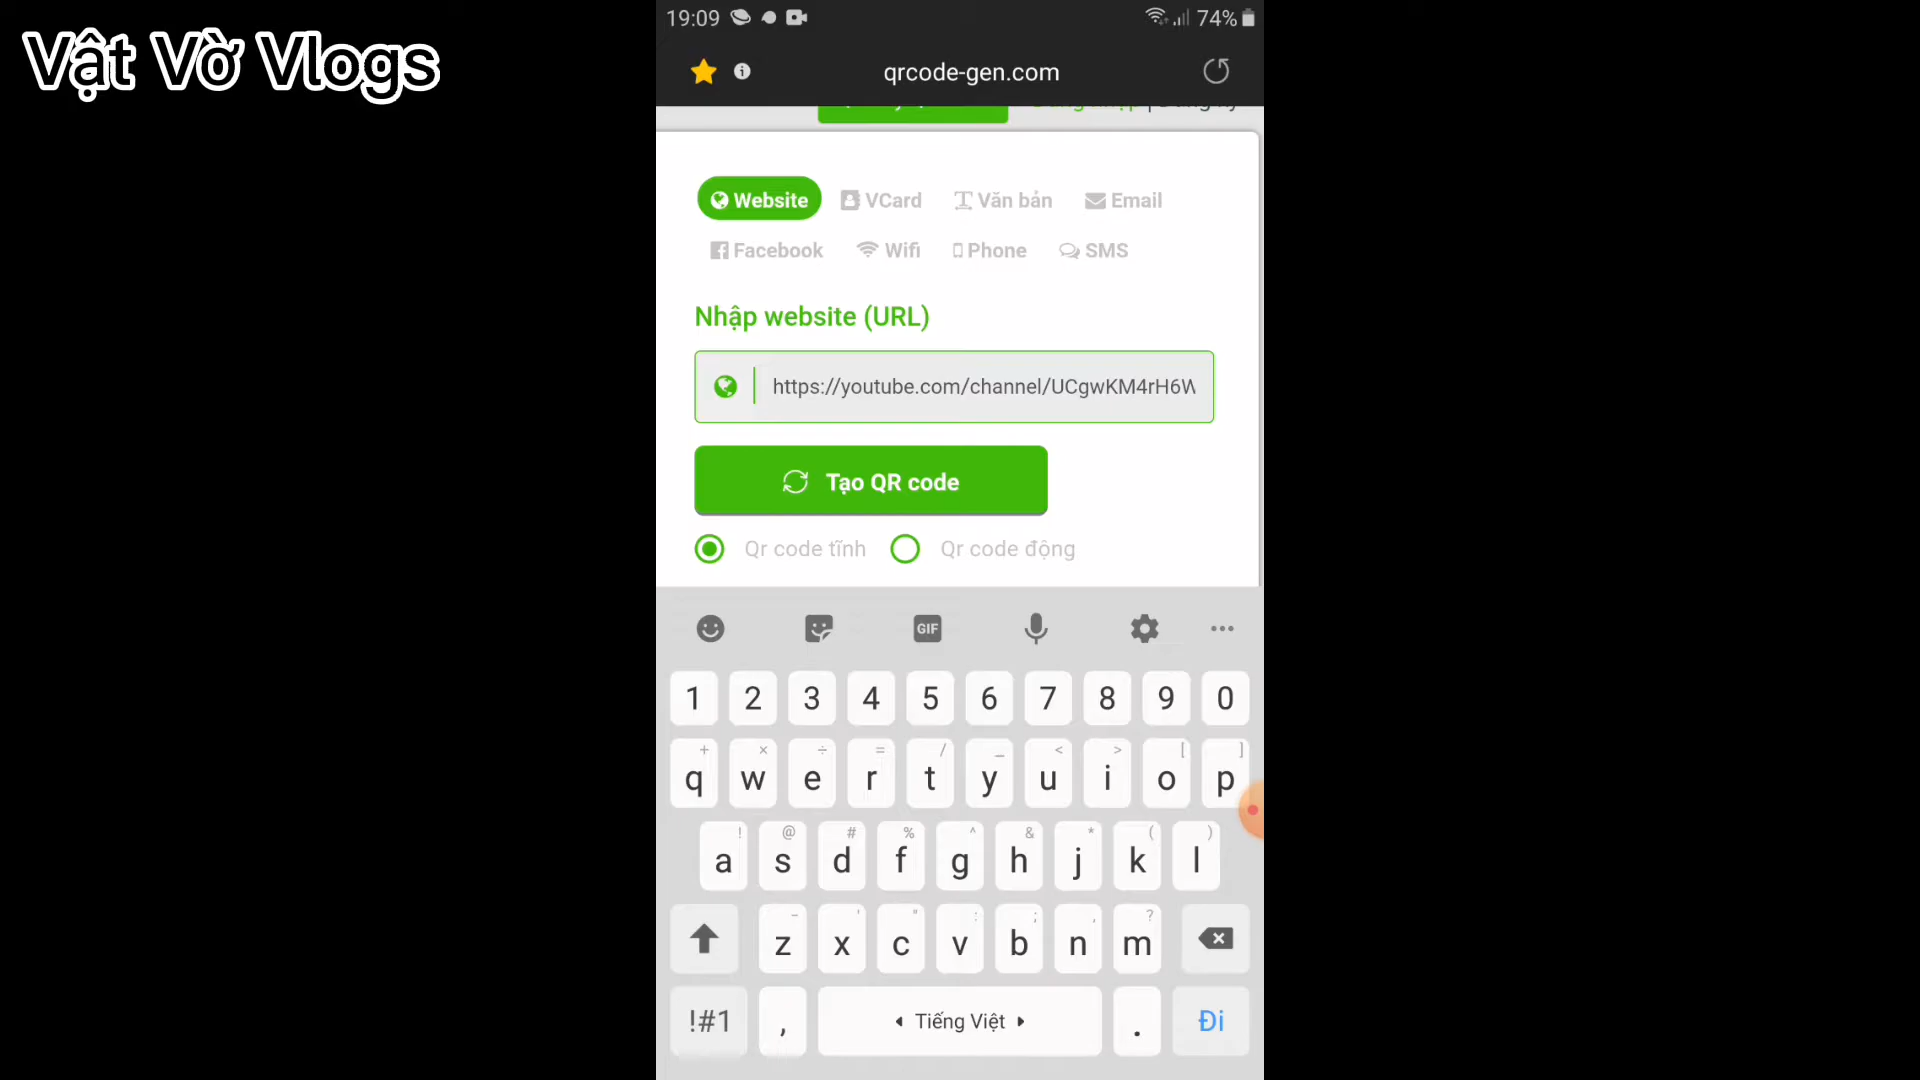 Vật Vờ Vlogs
19:09
74%
qrcode-gen.com
Website
VCard
Văn bản
Email
Facebook
Wifi
Phone
SMS
Nhập website (URL)
https://youtube.com/channel/UCgwKM4rH6W
Tạo QR code
Qr code tĩnh
Qr code động
GIF
1 2 3 4 5 6 7 8 9 0
+ × ÷ = / _ < > [ ]
q w e r t y u i o p
! @ # % ^ & * ( )
a s d f g h j k l
- ' " : ; , ?
z x c v b n m
!#1 , Tiếng Việt . Đi